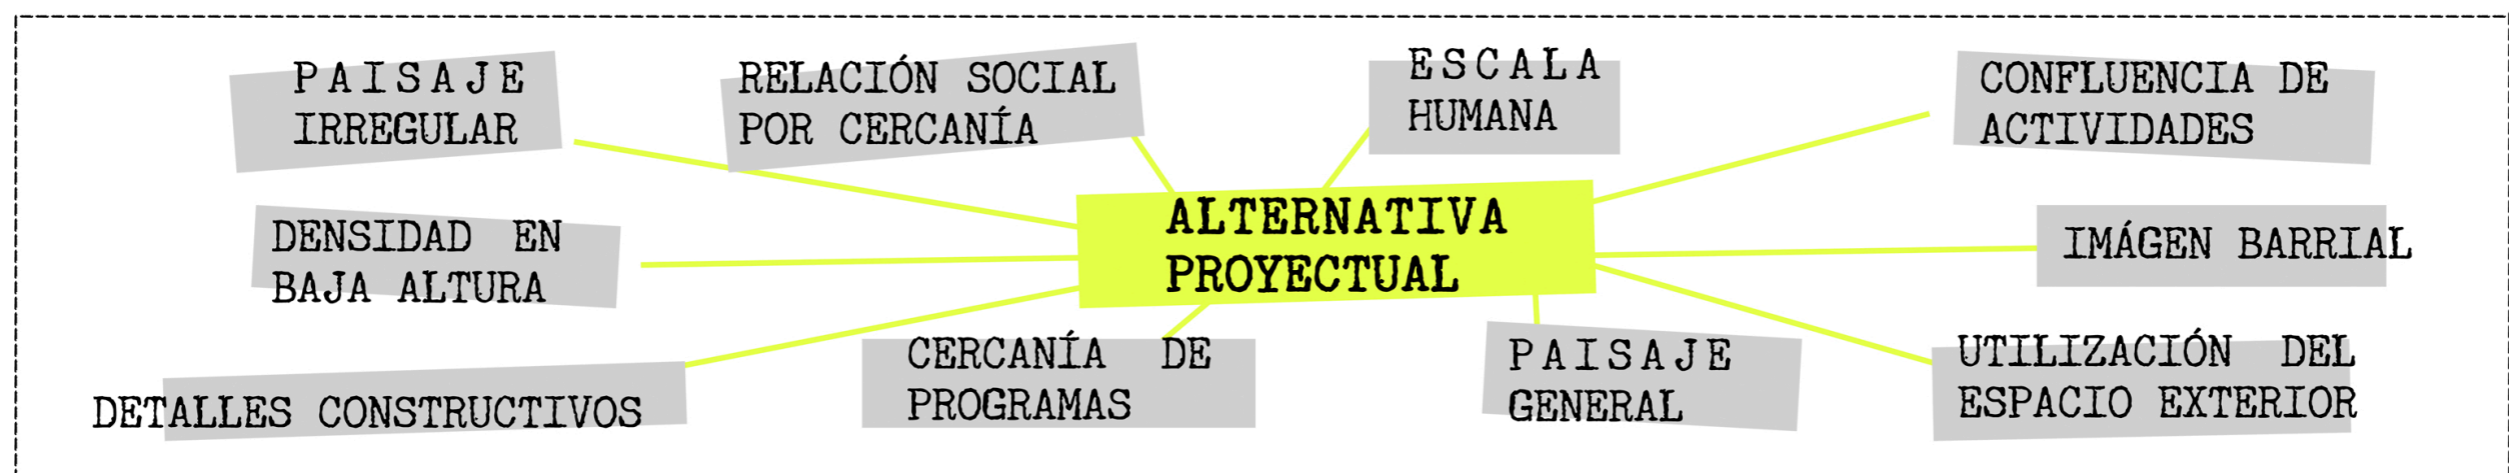 PAISAJE
IRREGULAR
RELACIÓN SOCIAL
POR CERCANÍA
ESCALA
HUMANA
CONFLUENCIA DE
ACTIVIDADES
DENSIDAD EN
BAJA ALTURA
ALTERNATIVA
PROYECTUAL
IMÁGEN BARRIAL
DETALLES CONSTRUCTIVOS
CERCANÍA DE
PROGRAMAS
PAISAJE
GENERAL
UTILIZACIÓN DEL
ESPACIO EXTERIOR